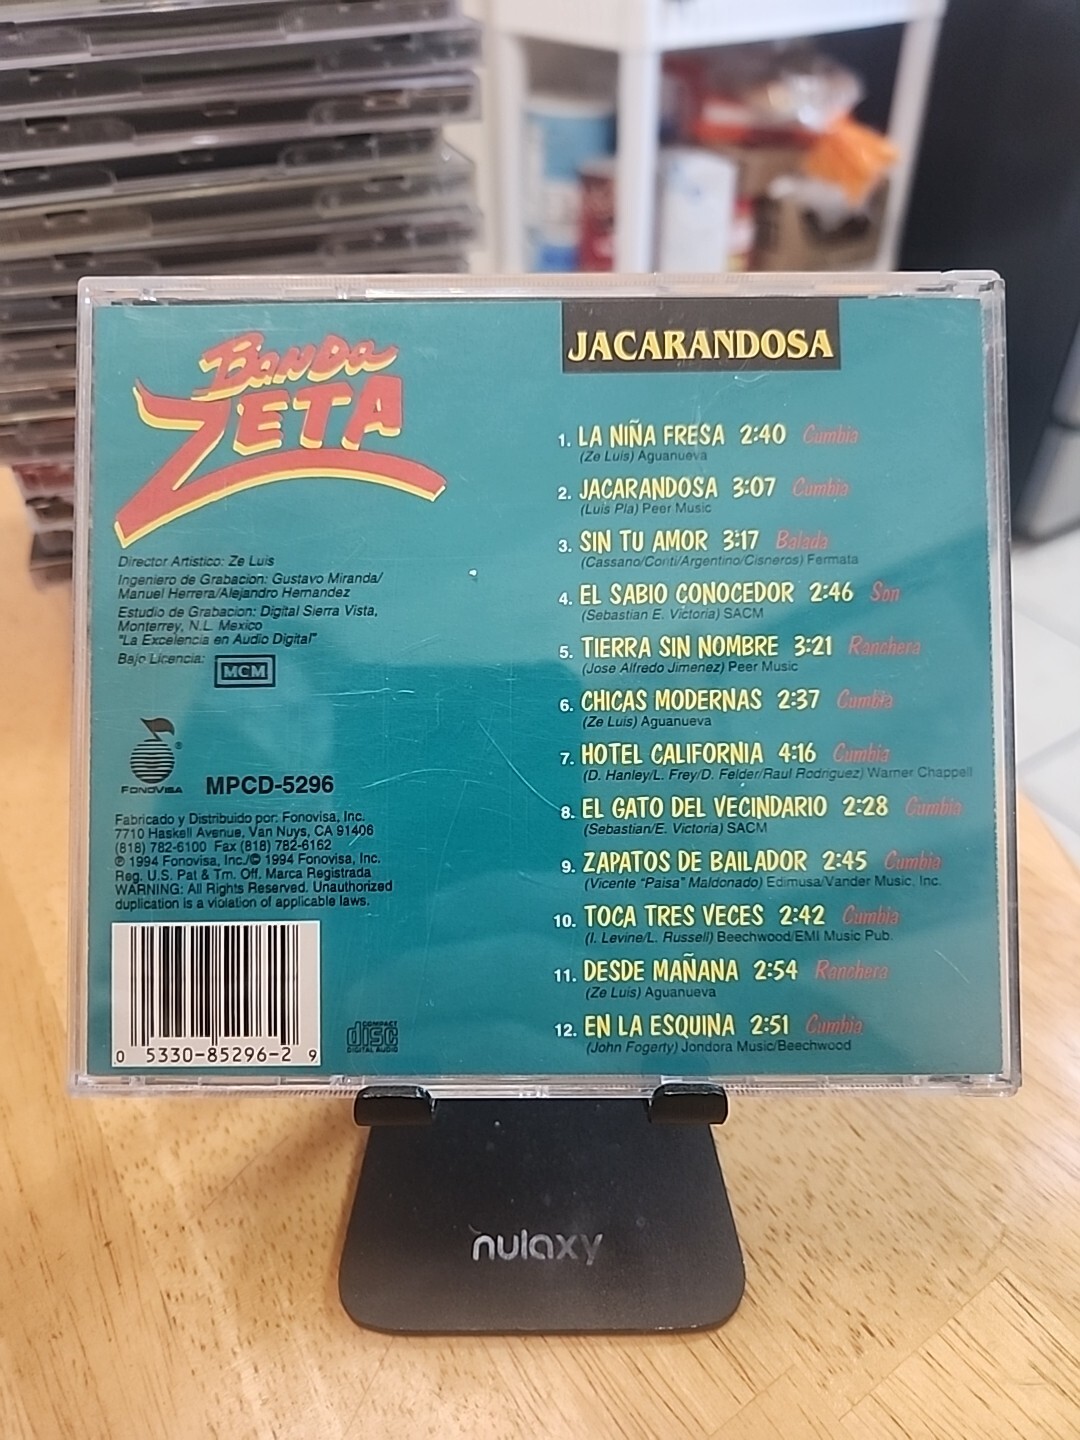 Banda
ZETA
Director Artistico: Ze Luis
Ingeniero de Grabacion: Gustavo Miranda/
Manuel Herrera/Alejandro Hernandez
Estudio de Grabacion: Digital Sierra Vista,
Monterrey, N.L. Mexico
"La Excelencia en Audio Digital"
Bajo Licencia: MCM
FONOVISA ® MPCD-5296
Fabricado y Distribuido por: Fonovisa, Inc.
7710 Haskell Avenue, Van Nuys, CA 91406
(818) 782-6100 Fax (818) 782-6162
℗ 1994 Fonovisa, Inc./© 1994 Fonovisa, Inc.
Reg. U.S. Pat & Tm. Off. Marca Registrada
WARNING: All Rights Reserved. Unauthorized
duplication is a violation of applicable laws.
0 5330-85296-2 9
COMPACT
disc
DIGITAL AUDIO
JACARANDOSA
1. LA NIÑA FRESA 2:40 Cumbia
(Ze Luis) Aguanueva
2. JACARANDOSA 3:07 Cumbia
(Luis Pla) Peer Music
3. SIN TU AMOR 3:17 Balada
(Cassano/Conti/Argentino/Cisneros) Fermata
4. EL SABIO CONOCEDOR 2:46 Son
(Sebastian E. Victoria) SACM
5. TIERRA SIN NOMBRE 3:21 Ranchera
(Jose Alfredo Jimenez) Peer Music
6. CHICAS MODERNAS 2:37 Cumbia
(Ze Luis) Aguanueva
7. HOTEL CALIFORNIA 4:16 Cumbia
(D. Hanley/L. Frey/D. Felder/Raul Rodriguez) Warner Chappell
8. EL GATO DEL VECINDARIO 2:28 Cumbia
(Sebastian/E. Victoria) SACM
9. ZAPATOS DE BAILADOR 2:45 Cumbia
(Vicente "Paisa" Maldonado) Edimusa/Vander Music, Inc.
10. TOCA TRES VECES 2:42 Cumbia
(I. Levine/L. Russell) Beechwood/EMI Music Pub.
11. DESDE MAÑANA 2:54 Ranchera
(Ze Luis) Aguanueva
12. EN LA ESQUINA 2:51 Cumbia
(John Fogerty) Jondora Music/Beechwood
nulaxy